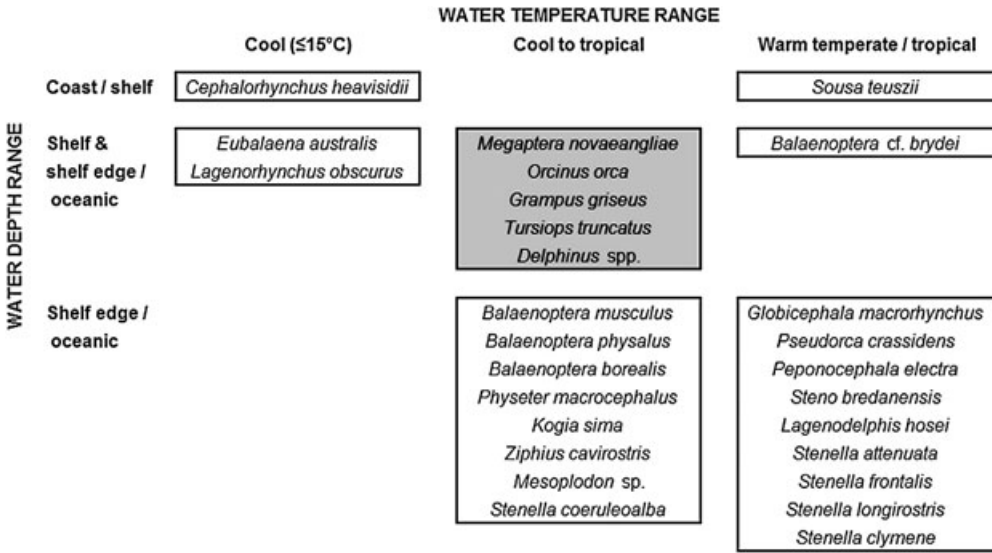 WATER TEMPERATURE RANGE
Cool (≤15ºC)
Cool to tropical
Warm temperate / tropical
WATER DEPTH RANGE
Coast / shelf
Cephalorhynchus heavisidii
Sousa teuszii
Shelf &
shelf edge /
oceanic
Eubalaena australis
Lagenorhynchus obscurus
Megaptera novaeangliae
Orcinus orca
Grampus griseus
Tursiops truncatus
Delphinus spp.
Balaenoptera cf. brydei
Shelf edge /
oceanic
Balaenoptera musculus
Balaenoptera physalus
Balaenoptera borealis
Physeter macrocephalus
Kogia sima
Ziphius cavirostris
Mesoplodon sp.
Stenella coeruleoalba
Globicephala macrorhynchus
Pseudorca crassidens
Peponocephala electra
Steno bredanensis
Lagenodelphis hosei
Stenella attenuata
Stenella frontalis
Stenella longirostris
Stenella clymene